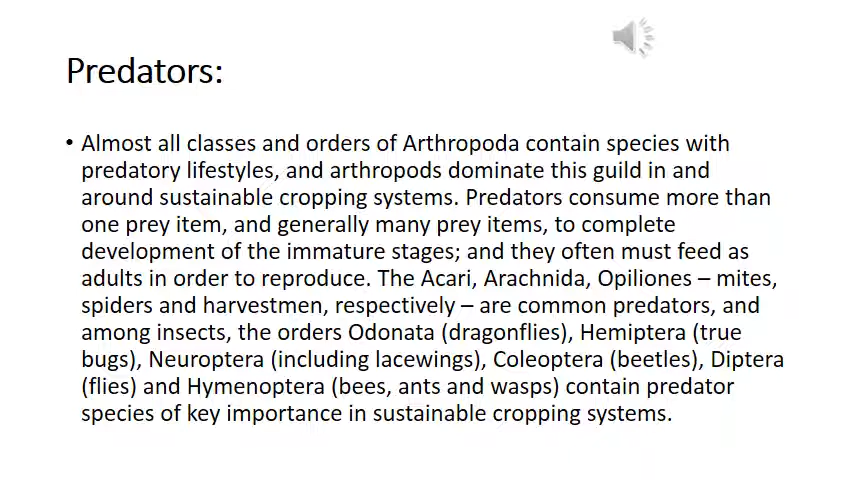 Predators:
• Almost all classes and orders of Arthropoda contain species with
predatory lifestyles, and arthropods dominate this guild in and
around sustainable cropping systems. Predators consume more than
one prey item, and generally many prey items, to complete
development of the immature stages; and they often must feed as
adults in order to reproduce. The Acari, Arachnida, Opiliones – mites,
spiders and harvestmen, respectively – are common predators, and
among insects, the orders Odonata (dragonflies), Hemiptera (true
bugs), Neuroptera (including lacewings), Coleoptera (beetles), Diptera
(flies) and Hymenoptera (bees, ants and wasps) contain predator
species of key importance in sustainable cropping systems.